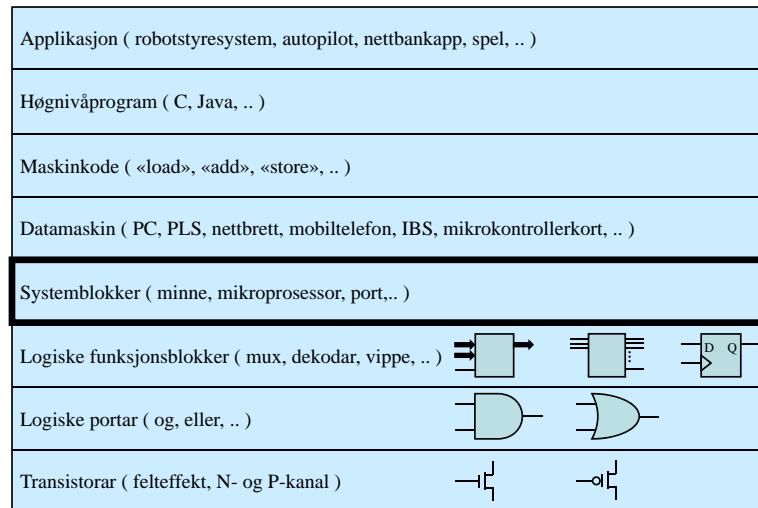 Applikasjon ( robotstyresystem, autopilot, nettbankapp, spel, .. )
Høgnivåprogram ( C, Java, .. )
Maskinkode ( «load», «add», «store», .. )
Datamaskin ( PC, PLS, nettbrett, mobiltelefon, IBS, mikrokontrollerkort, .. )
Systemblokker ( minne, mikroprosessor, port,.. )
Logiske funksjonsblokker ( mux, dekodar, vippe, .. ) D Q
Logiske portar ( og, eller, .. )
Transistorar ( felteffekt, N- og P-kanal )